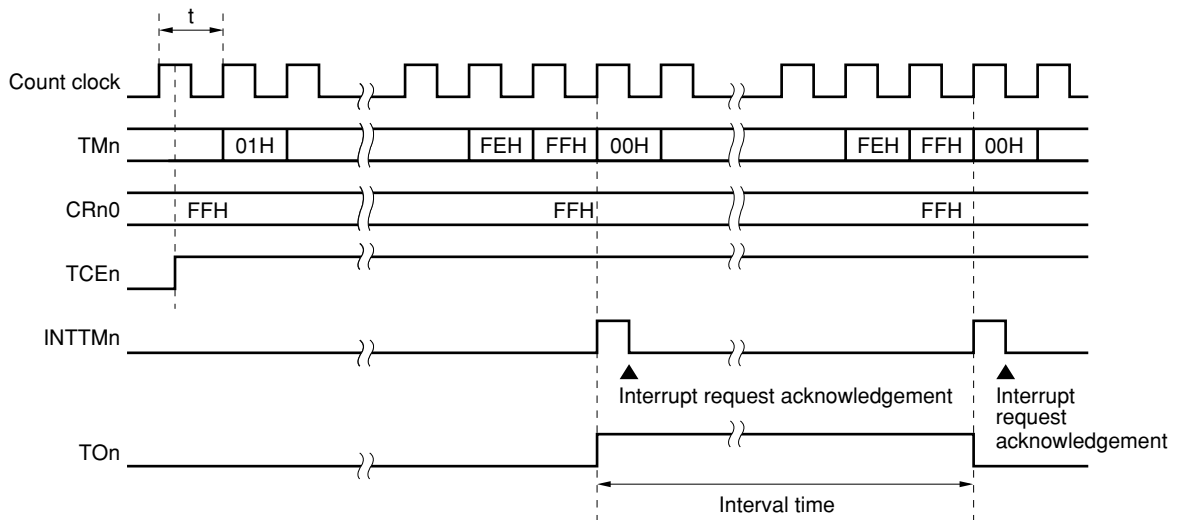 t
Count clock
TMn 01H FEH FFH 00H FEH FFH 00H
CRn0 FFH FFH FFH
TCEn
INTTMn
Interrupt request acknowledgement
Interrupt
request
acknowledgement
TOn
Interval time